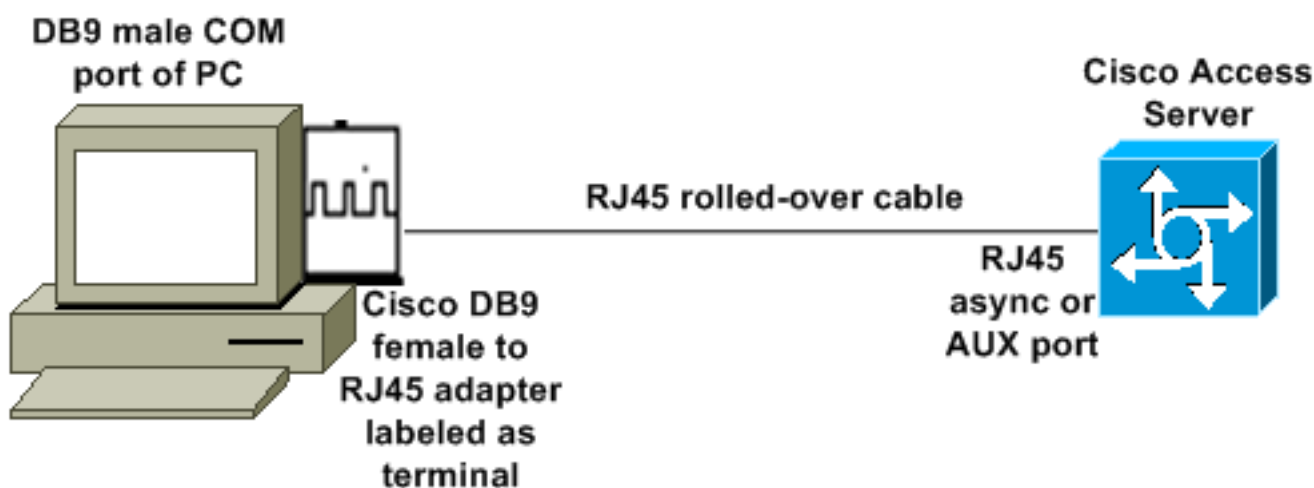 DB9 male COM
port of PC
Cisco Access
Server
RJ45 rolled-over cable
RJ45
async or
AUX port
Cisco DB9
female to
RJ45 adapter
labeled as
terminal